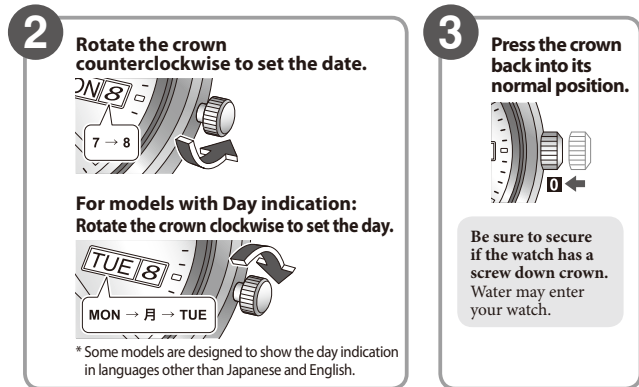 2
Rotate the crown
counterclockwise to set the date.
ON 8
7 → 8
For models with Day indication:
Rotate the crown clockwise to set the day.
TUE 8
MON → 月 → TUE
* Some models are designed to show the day indication
in languages other than Japanese and English.
3
Press the crown
back into its
normal position.
0
Be sure to secure
if the watch has a
screw down crown.
Water may enter
your watch.